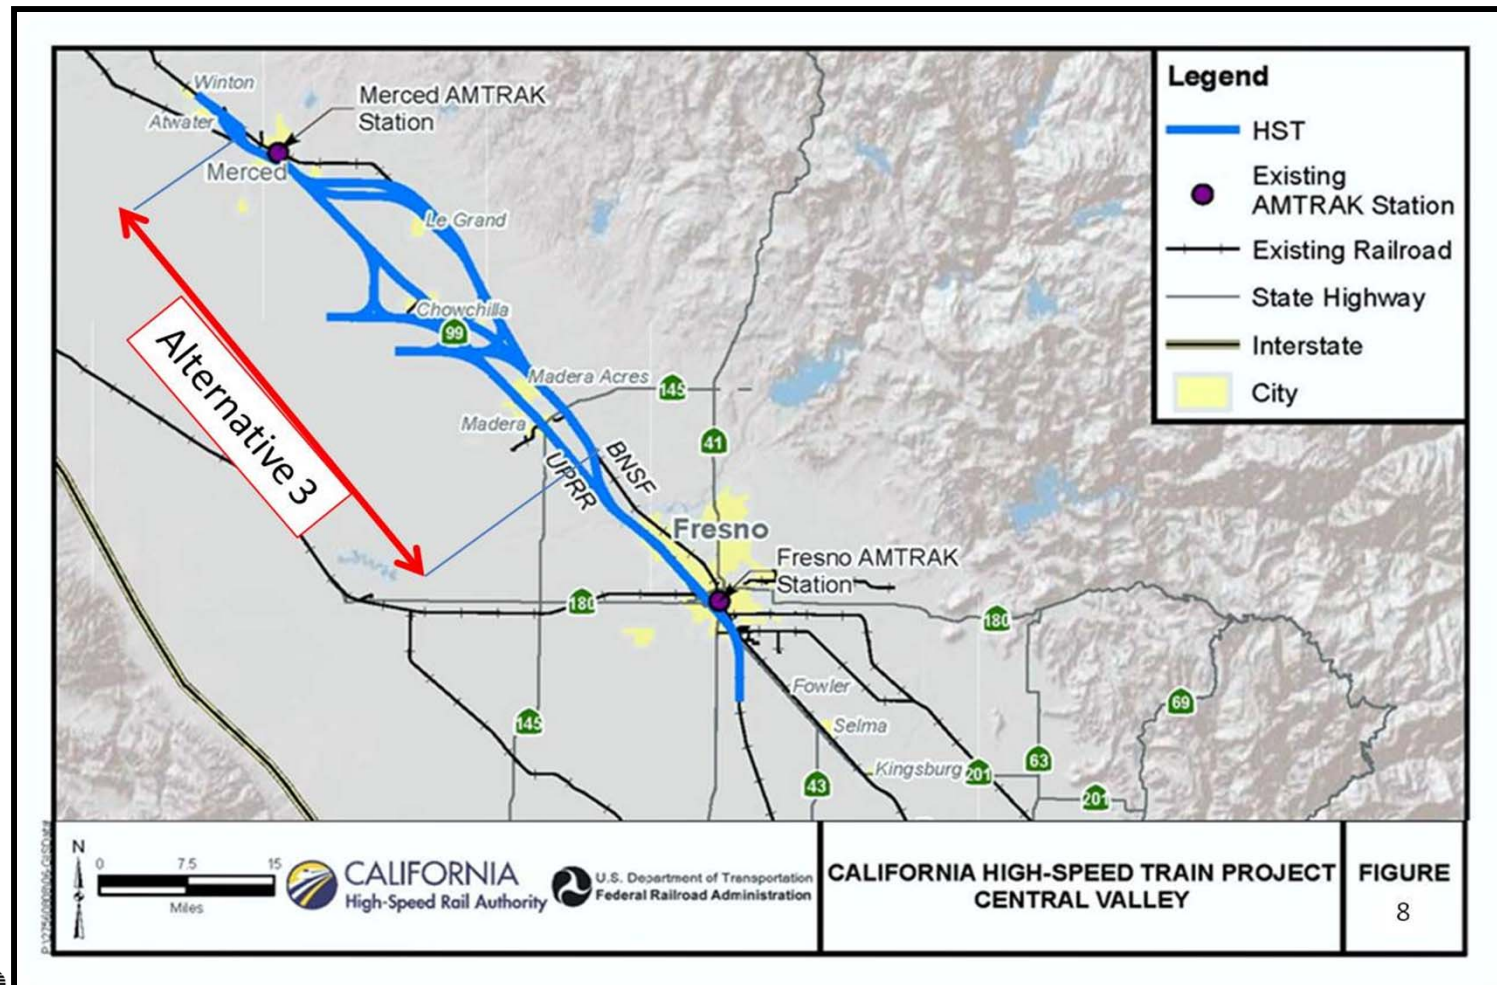 Winton
Merced AMTRAK
Station
Atwater
Merced
Le Grand
Chowchilla
99
Alternative 3
Madera Acres
145
Madera
41
BNSF
UPRR
Fresno
Fresno AMTRAK
Station
180
180
Fowler
69
145
Selma
63
Kingsburg
201
43
201
Legend
HST
Existing
AMTRAK Station
Existing Railroad
State Highway
Interstate
City
N
0 7.5 15
Miles
CALIFORNIA
High-Speed Rail Authority
U.S. Department of Transportation
Federal Railroad Administration
CALIFORNIA HIGH-SPEED TRAIN PROJECT
CENTRAL VALLEY
FIGURE
8